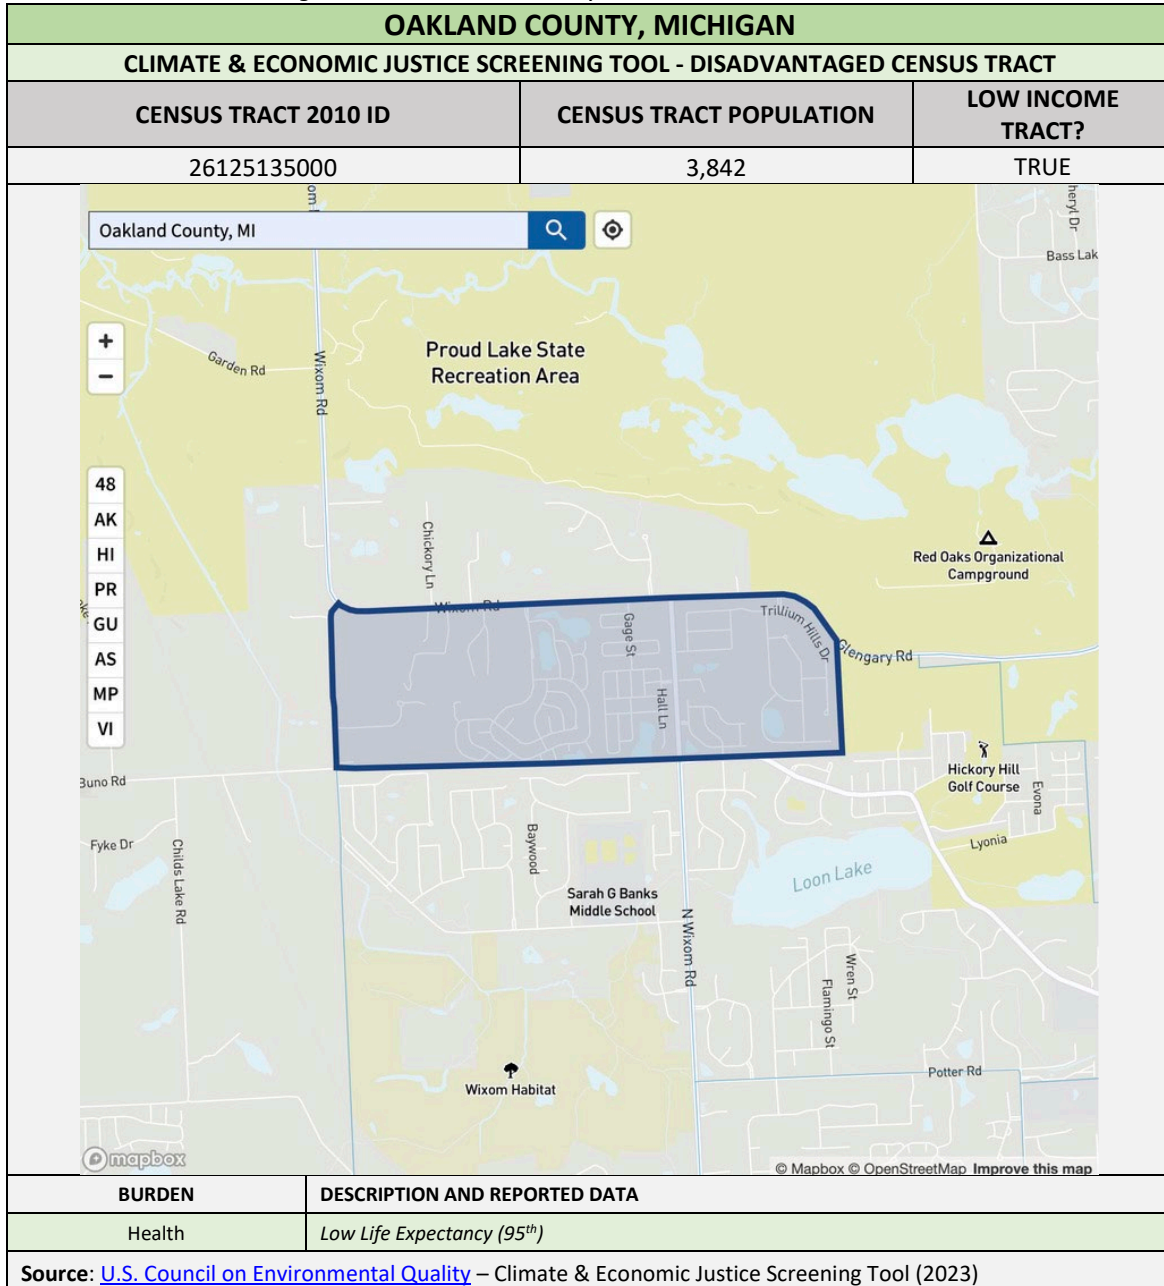 OAKLAND COUNTY, MICHIGAN
CLIMATE & ECONOMIC JUSTICE SCREENING TOOL - DISADVANTAGED CENSUS TRACT
CENSUS TRACT 2010 ID
CENSUS TRACT POPULATION
LOW INCOME
TRACT?
26125135000
3,842
TRUE
Oakland County, MI
Bass Lak
+
−
Garden Rd
Wixom Rd
Proud Lake State
Recreation Area
48
AK
HI
PR
GU
AS
MP
VI
Chickory Ln
Red Oaks Organizational
Campground
Wixom Rd
Gage St
Trillium Hills Dr
Glengary Rd
Hall Ln
Buno Rd
Hickory Hill
Golf Course
Evona
Fyke Dr
Childs Lake Rd
Baywood
Lyonia
Loon Lake
Sarah G Banks
Middle School
N Wixom Rd
Wren St
Flamingo St
Potter Rd
Wixom Habitat
mapbox
© Mapbox © OpenStreetMap Improve this map
BURDEN
DESCRIPTION AND REPORTED DATA
Health
Low Life Expectancy (95th)
Source: U.S. Council on Environmental Quality – Climate & Economic Justice Screening Tool (2023)